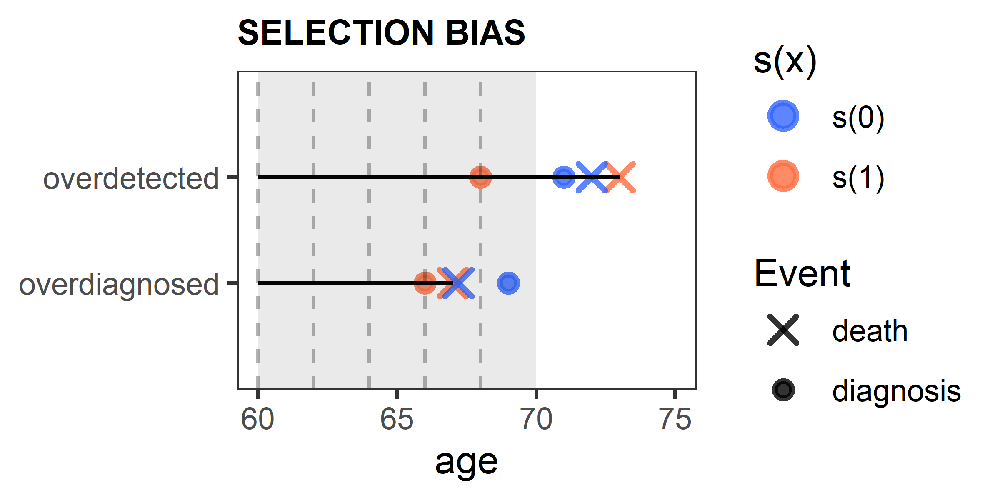 SELECTION BIAS
overdetected
overdiagnosed
60 65 70 75
age
s(x)
s(0)
s(1)
Event
death
diagnosis